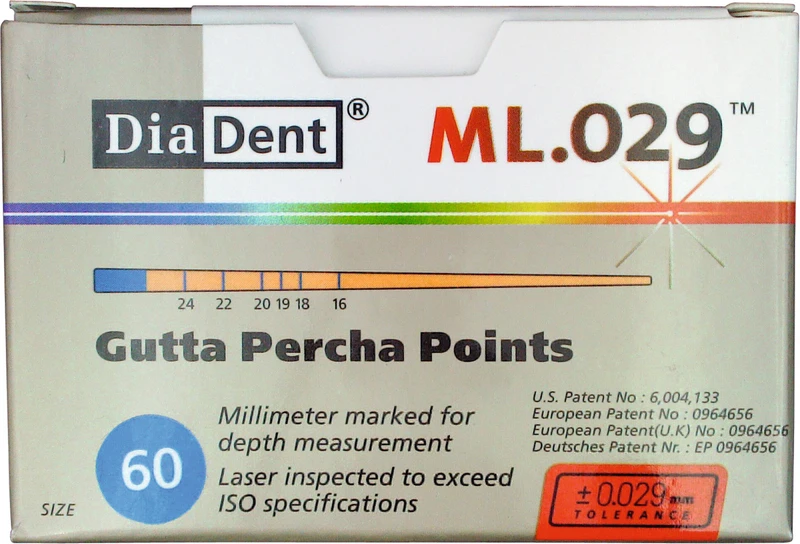 DiaDent® ML.029™
24 22 20 19 18 16
Gutta Percha Points
60
Millimeter marked for
depth measurement
Laser inspected to exceed
ISO specifications
SIZE
U.S. Patent No : 6,004,133
European Patent No : 0964656
European Patent(U.K) No : 0964656
Deutsches Patent Nr. : EP 0964656
±0.029 mm
TOLERANCE